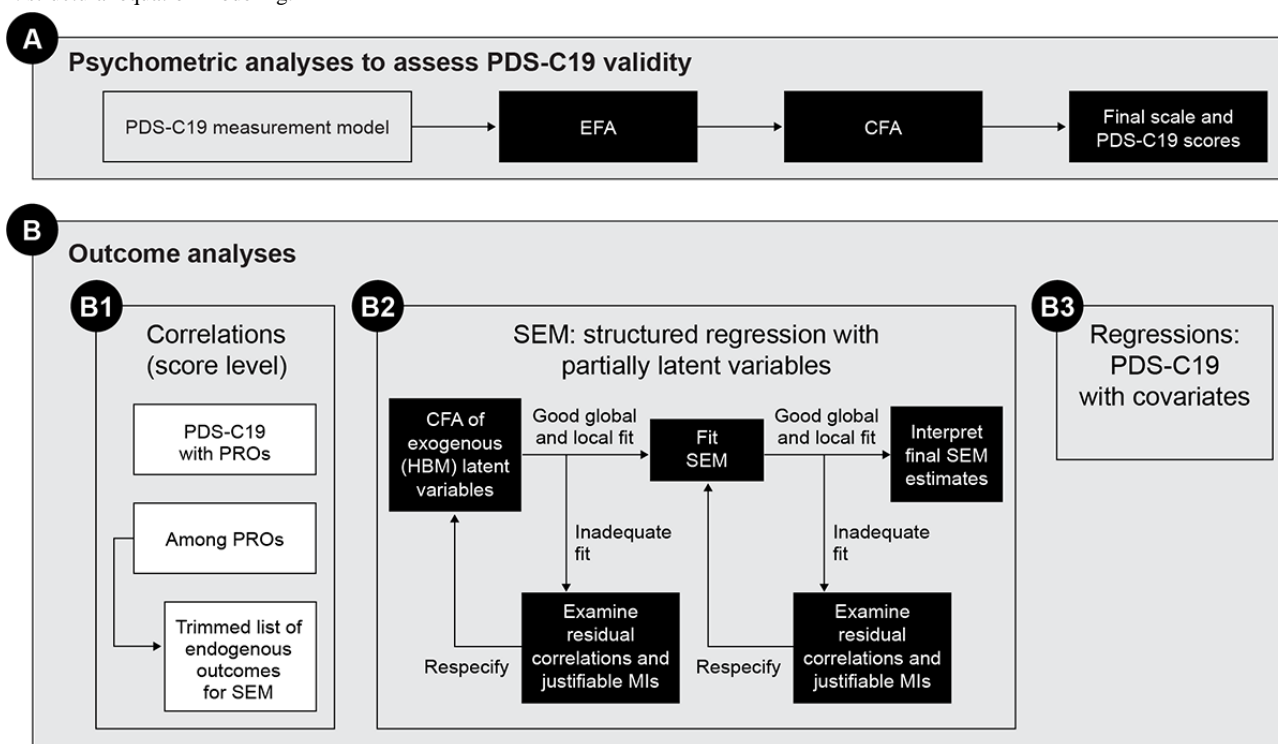 structural equation modeling.
A
Psychometric analyses to assess PDS-C19 validity
PDS-C19 measurement model
EFA
CFA
Final scale and
PDS-C19 scores
B
Outcome analyses
B1
Correlations
(score level)
PDS-C19
with PROs
Among PROs
Trimmed list of
endogenous
outcomes
for SEM
B2
SEM: structured regression with
partially latent variables
CFA of
exogenous
(HBM) latent
variables
Good global
and local fit
Fit
SEM
Good global
and local fit
Interpret
final SEM
estimates
Inadequate
fit
Inadequate
fit
Examine
residual
correlations and
justifiable MIs
Respecify
Examine
residual
correlations and
justifiable MIs
Respecify
B3
Regressions:
PDS-C19
with covariates